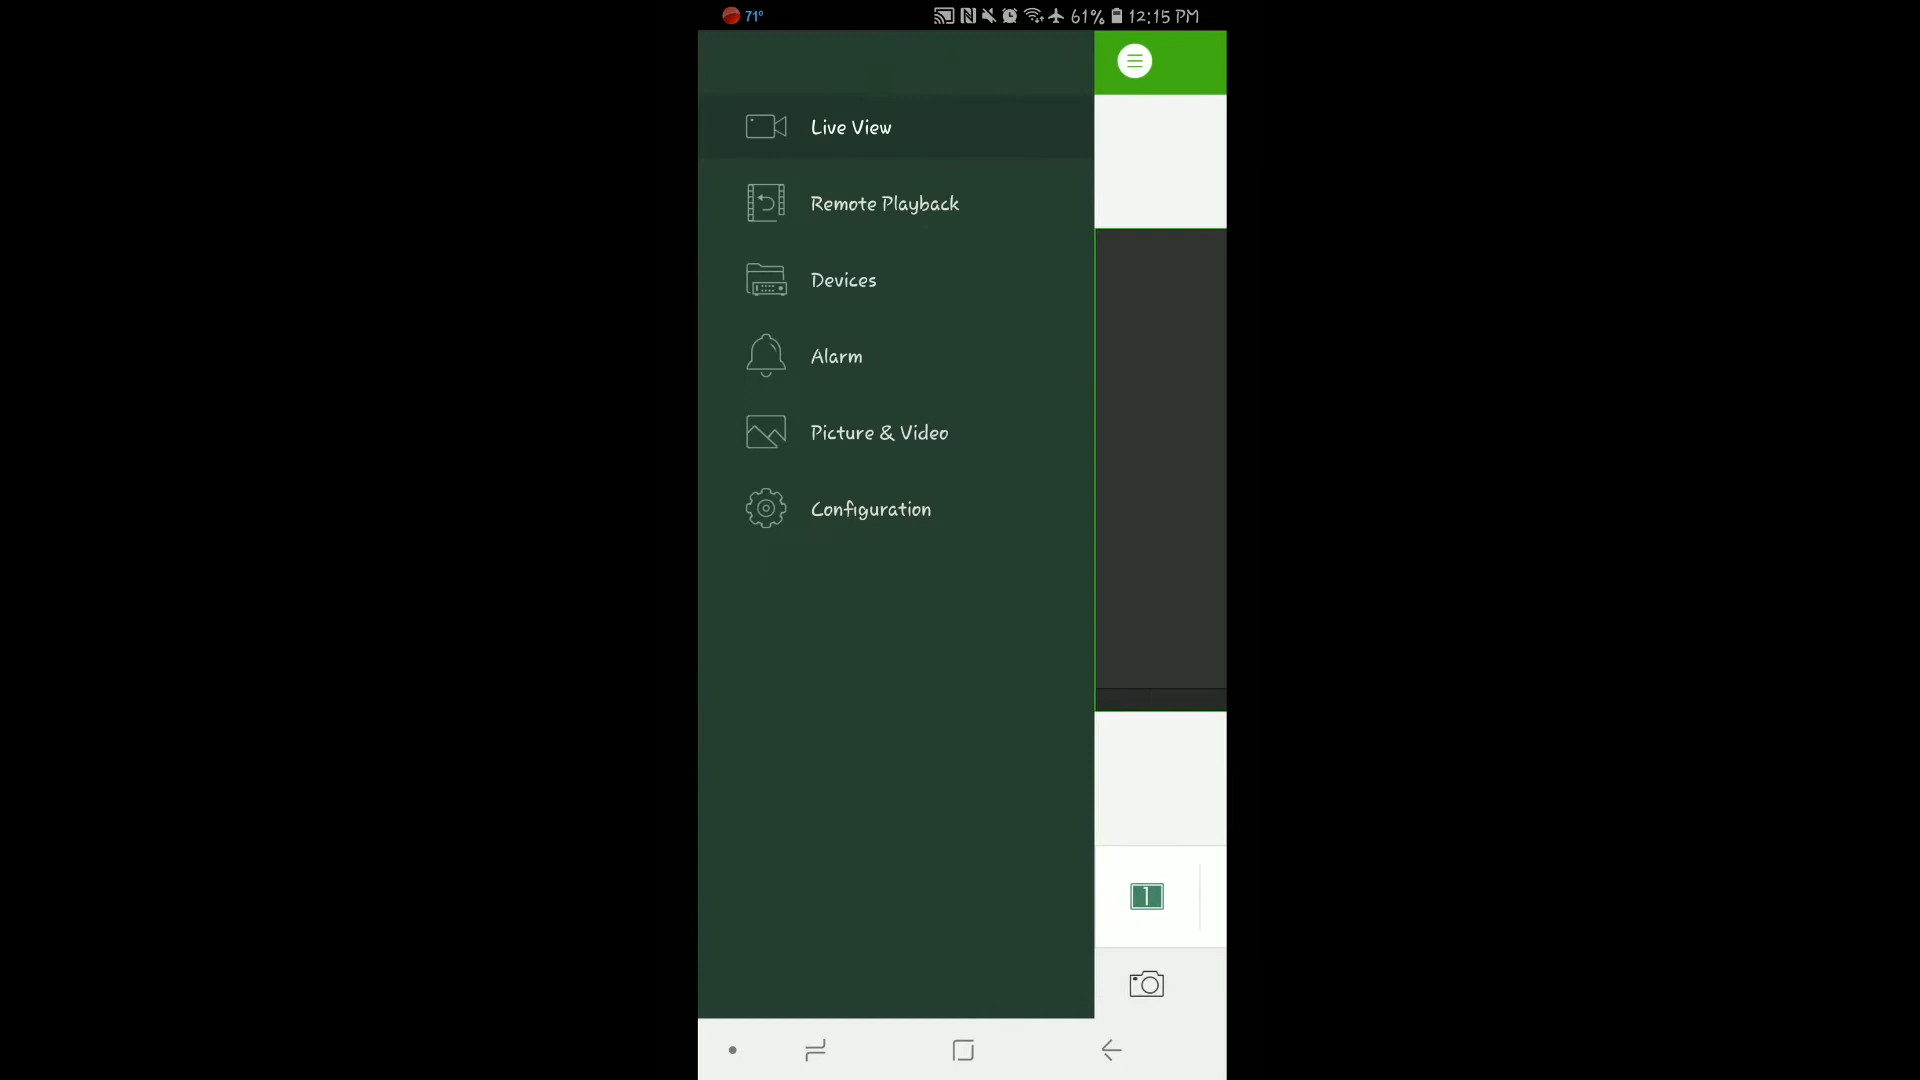 71° 61% 12:15 PM
Live View
Remote Playback
Devices
Alarm
Picture & Video
Configuration
1